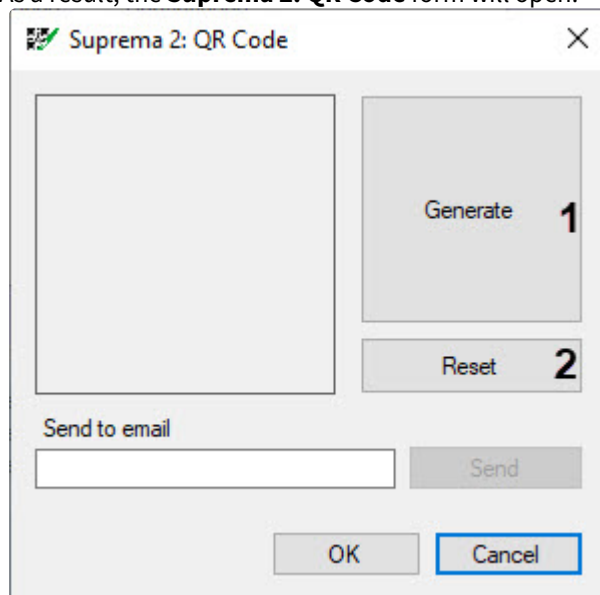 As a result, the Suprema 2: QR Code form will open.
Suprema 2: QR Code
Generate 1
Reset 2
Send to email
Send
OK Cancel